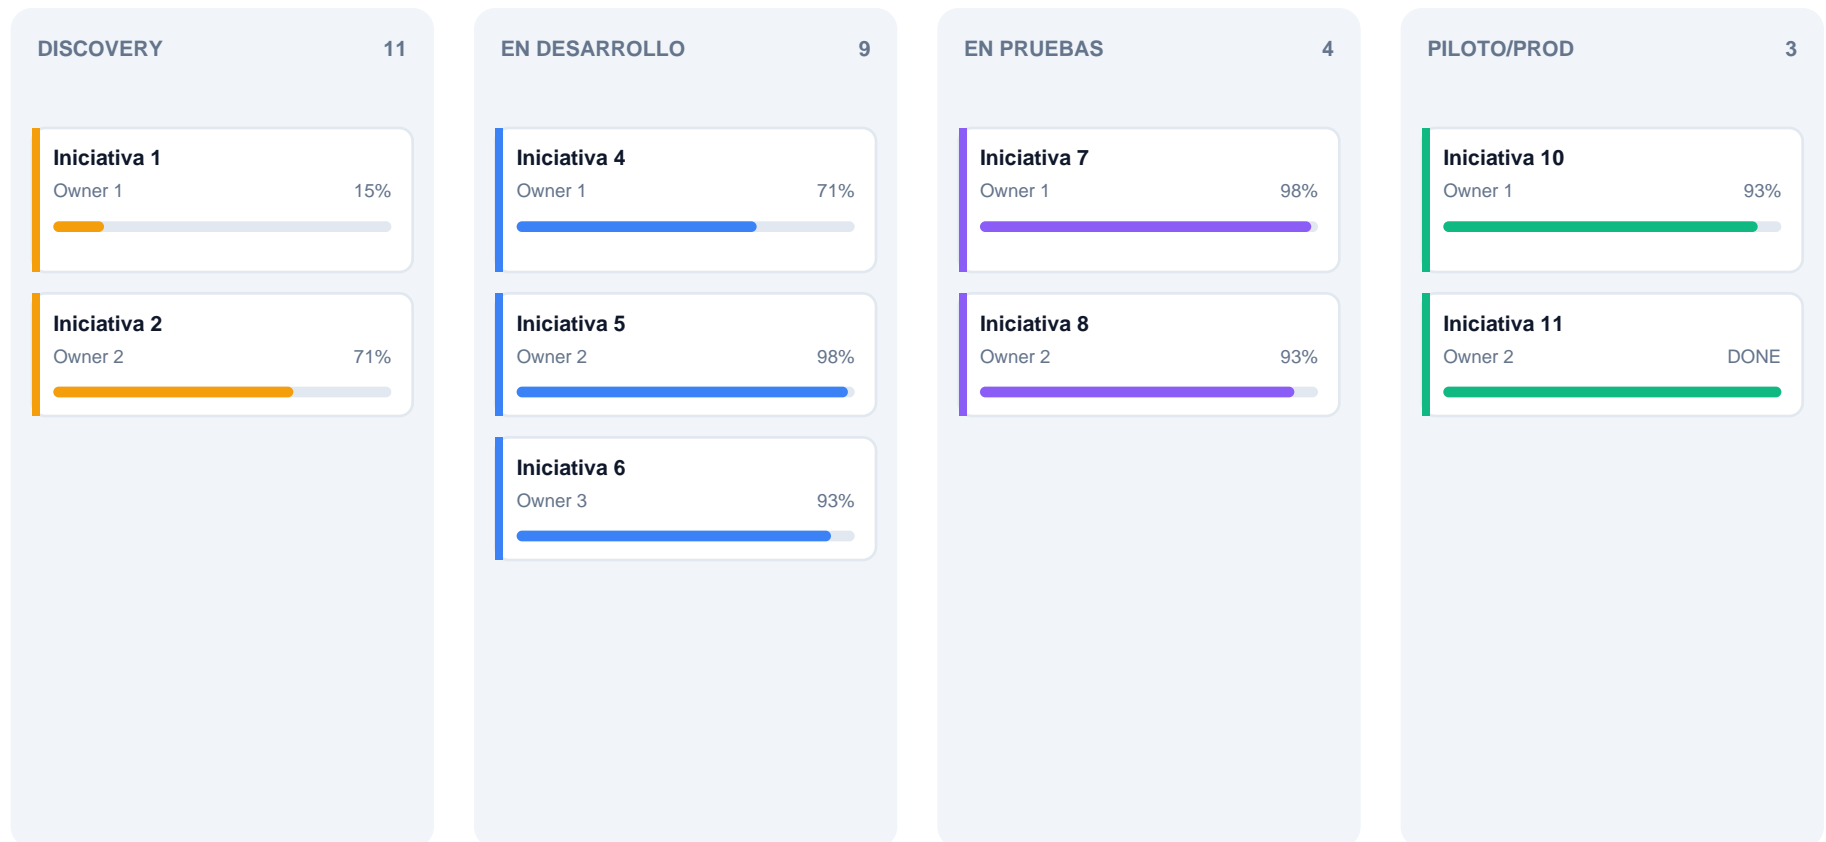 DISCOVERY 11
Iniciativa 1
Owner 1 15%
Iniciativa 2
Owner 2 71%
EN DESARROLLO 9
Iniciativa 4
Owner 1 71%
Iniciativa 5
Owner 2 98%
Iniciativa 6
Owner 3 93%
EN PRUEBAS 4
Iniciativa 7
Owner 1 98%
Iniciativa 8
Owner 2 93%
PILOTO/PROD 3
Iniciativa 10
Owner 1 93%
Iniciativa 11
Owner 2 DONE